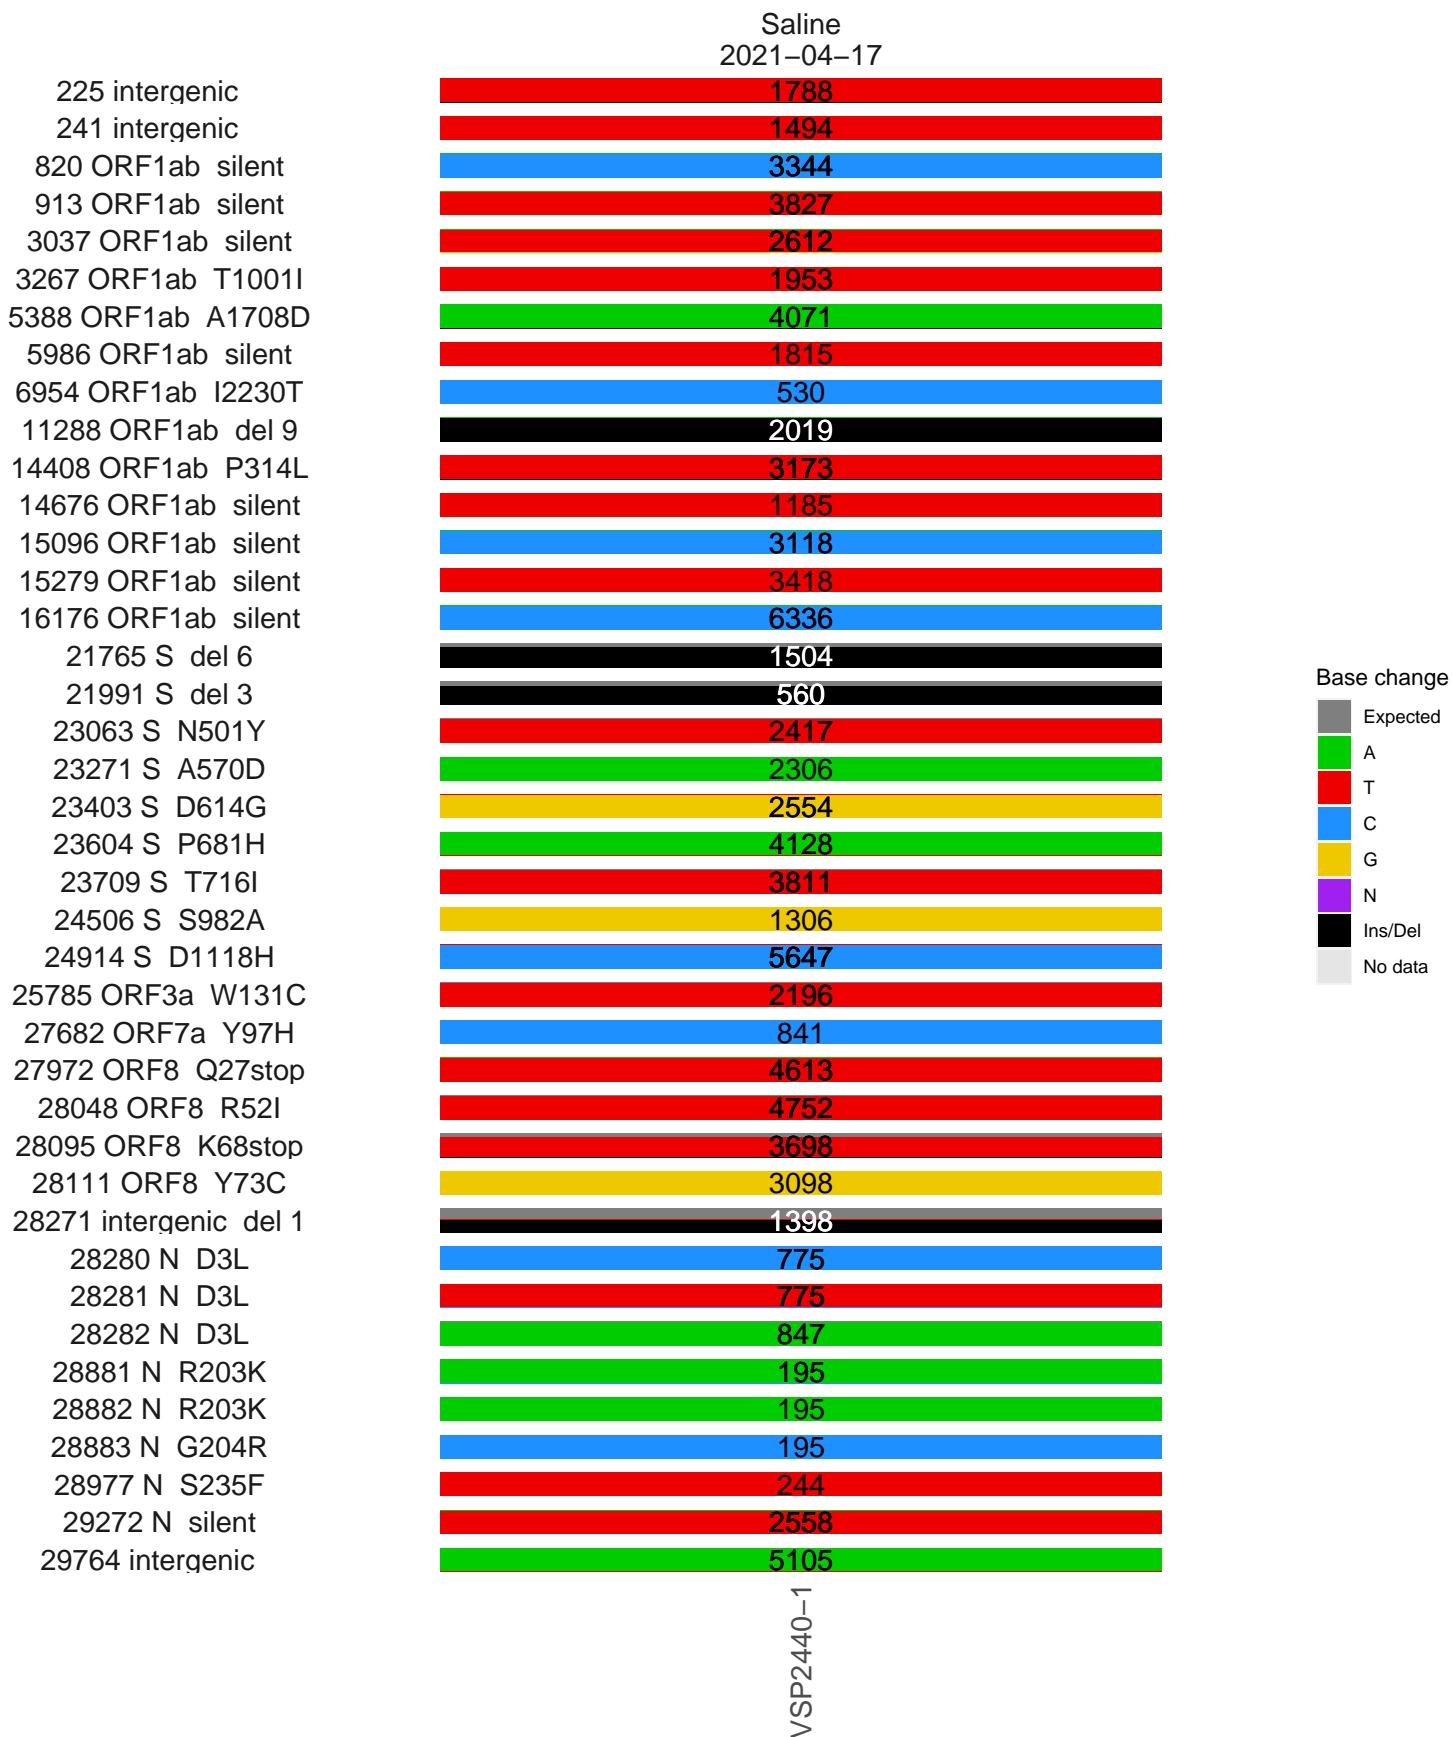 Saline
2021−04−17
225 intergenic 1788
241 intergenic 1494
820 ORF1ab silent 3344
913 ORF1ab silent 3827
3037 ORF1ab silent 2612
3267 ORF1ab T1001I 1953
5388 ORF1ab A1708D 4071
5986 ORF1ab silent 1815
6954 ORF1ab I2230T 530
11288 ORF1ab del 9 2019
14408 ORF1ab P314L 3173
14676 ORF1ab silent 1185
15096 ORF1ab silent 3118
15279 ORF1ab silent 3418
16176 ORF1ab silent 6336
21765 S del 6 1504
21991 S del 3 560
23063 S N501Y 2417
23271 S A570D 2306
23403 S D614G 2554
23604 S P681H 4128
23709 S T716I 3811
24506 S S982A 1306
24914 S D1118H 5647
25785 ORF3a W131C 2196
27682 ORF7a Y97H 841
27972 ORF8 Q27stop 4613
28048 ORF8 R52I 4752
28095 ORF8 K68stop 3698
28111 ORF8 Y73C 3098
28271 intergenic del 1 1398
28280 N D3L 775
28281 N D3L 775
28282 N D3L 847
28881 N R203K 195
28882 N R203K 195
28883 N G204R 195
28977 N S235F 244
29272 N silent 2558
29764 intergenic 5105
VSP2440−1
Base change
Expected
A
T
C
G
N
Ins/Del
No data